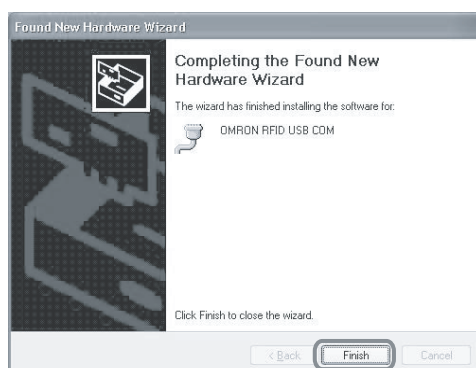 Found New Hardware Wizard
Completing the Found New
Hardware Wizard
The wizard has finished installing the software for:
OMRON RFID USB COM
Click Finish to close the wizard.
< Back
Finish
Cancel